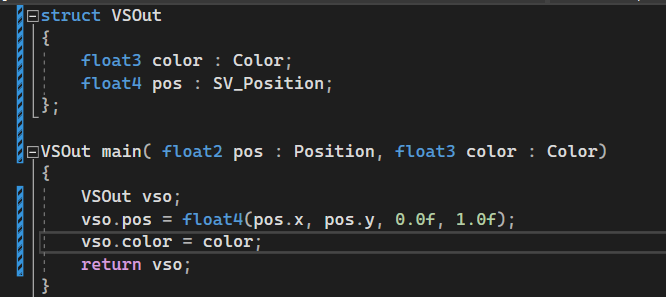 struct VSOut
{
    float3 color : Color;
    float4 pos : SV_Position;
};

VSOut main( float2 pos : Position, float3 color : Color)
{
    VSOut vso;
    vso.pos = float4(pos.x, pos.y, 0.0f, 1.0f);
    vso.color = color;
    return vso;
}